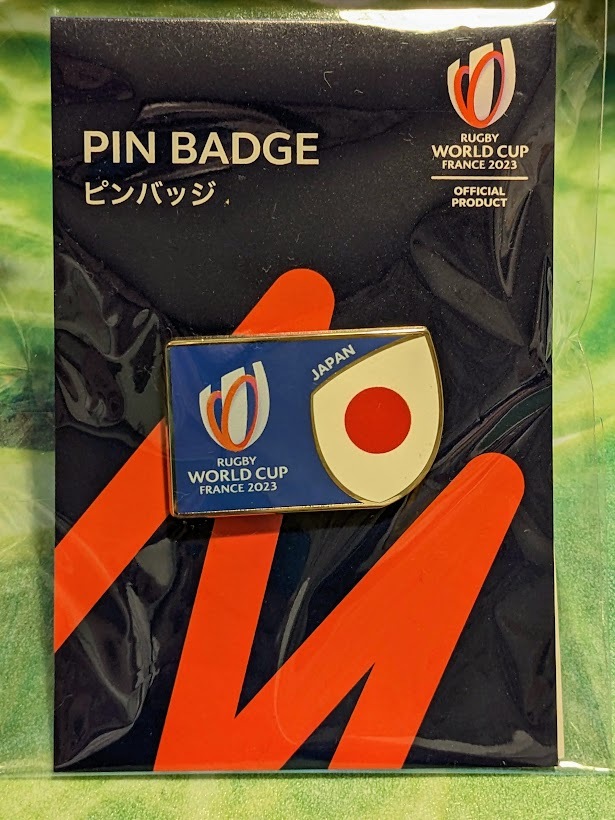 PIN BADGE
ピンバッジ
RUGBY
WORLD CUP
FRANCE 2023
OFFICIAL
PRODUCT
JAPAN
RUGBY
WORLD CUP
FRANCE 2023